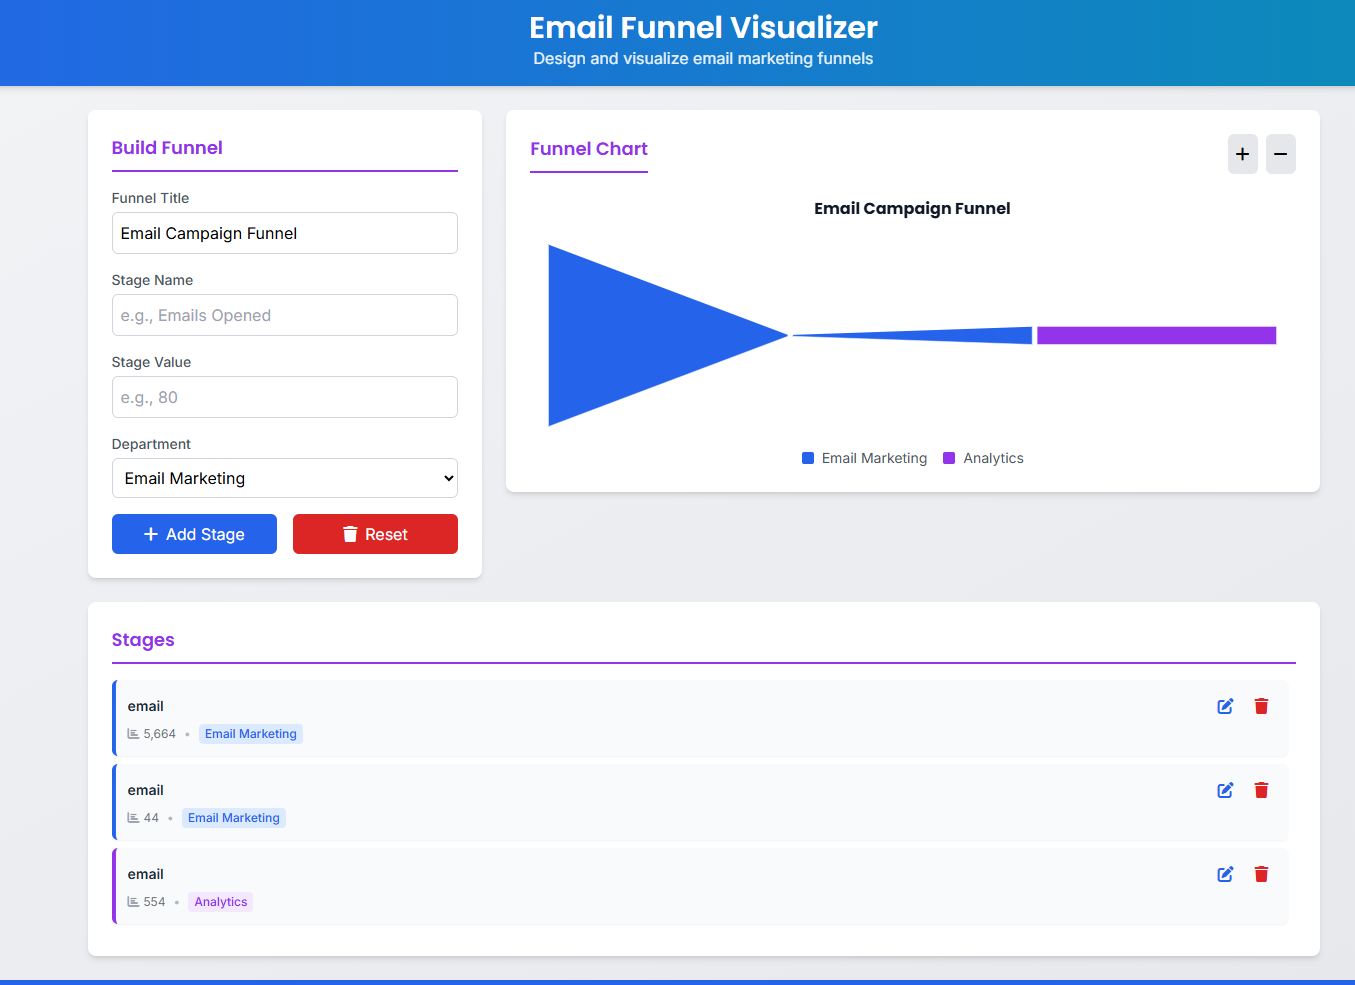 Email Funnel Visualizer
Design and visualize email marketing funnels
Build Funnel
Funnel Title
Email Campaign Funnel
Stage Name
e.g., Emails Opened
Stage Value
e.g., 80
Department
Email Marketing
Add Stage
Reset
Funnel Chart
Email Campaign Funnel
Email Marketing
Analytics
Stages
email
5,664 • Email Marketing
email
44 • Email Marketing
email
554 • Analytics